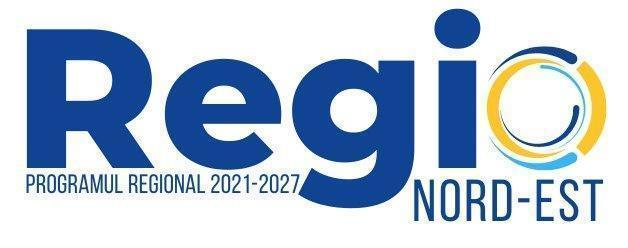 Regio
PROGRAMUL REGIONAL 2021-2027
NORD-EST